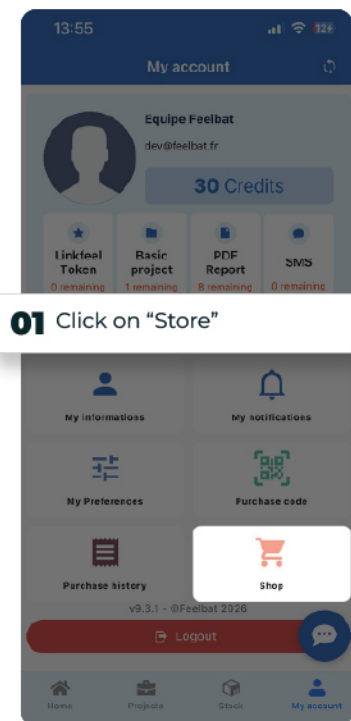 13:55
12
My account
Equipe Feelbat
dev@feelbat.fr
30 Credits
Linkfeel Token
Basic project
PDF Report
SMS
0 remaining
1 remaining
8 remaining
0 remaining
01 Click on “Store”
My informations
My notifications
My Preferences
Purchase code
Purchase history
Shop
v9.3.1 - @Feelbat 2026
Logout
Home
Projects
Stock
My account